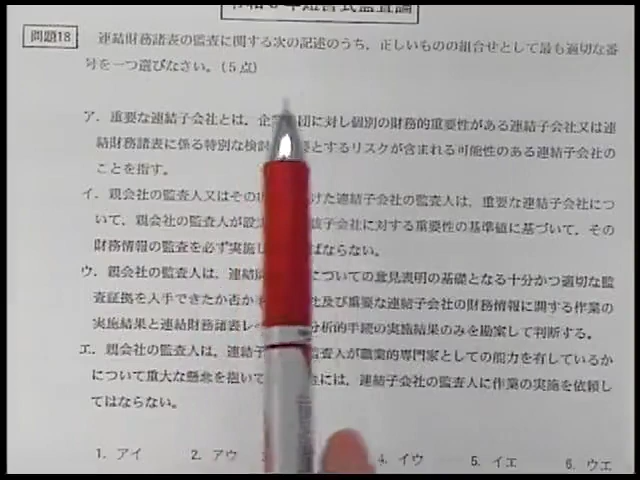 短答式監査論
問題18 連結財務諸表の監査に関する次の記述のうち，正しいものの組合せとして最も適切な番
号を一つ選びなさい。（5点）
ア．重要な連結子会社とは，企 団に対し個別の財務的重要性がある連結子会社又は連
結財務諸表に係る特別な検討 要とするリスクが含まれる可能性のある連結子会社の
ことを指す。
イ．親会社の監査人又はその けた連結子会社の監査人は，重要な連結子会社につ
いて，親会社の監査人が設 該子会社に対する重要性の基準値に基づいて，その
財務情報の監査を必ず実施し ばならない。
ウ．親会社の監査人は，連結 についての意見表明の基礎となる十分かつ適切な監
査証拠を入手できたか否か 社及び重要な連結子会社の財務情報に関する作業の
実施結果と連結財務諸表レ 分析的手続の実施結果のみを勘案して判断する。
エ．親会社の監査人は，連結子 監査人が職業的専門家としての能力を有しているか
について重大な懸念を抱いて には，連結子会社の監査人に作業の実施を依頼し
てはならない。
1．アイ 2．アウ 4．イウ 5．イエ 6．ウエ